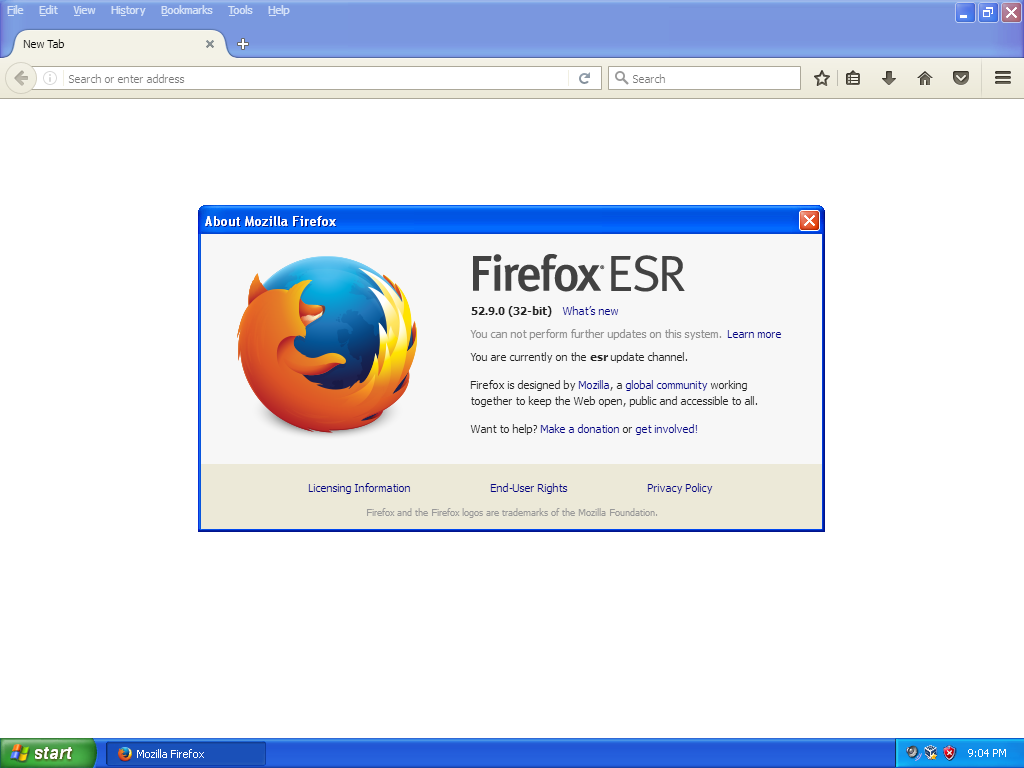 File Edit View History Bookmarks Tools Help
New Tab
Search or enter address
Search
About Mozilla Firefox
Firefox ESR
52.9.0 (32-bit) What's new
You can not perform further updates on this system. Learn more
You are currently on the esr update channel.
Firefox is designed by Mozilla, a global community working
together to keep the Web open, public and accessible to all.
Want to help? Make a donation or get involved!
Licensing Information End-User Rights Privacy Policy
Firefox and the Firefox logos are trademarks of the Mozilla Foundation.
start Mozilla Firefox 9:04 PM